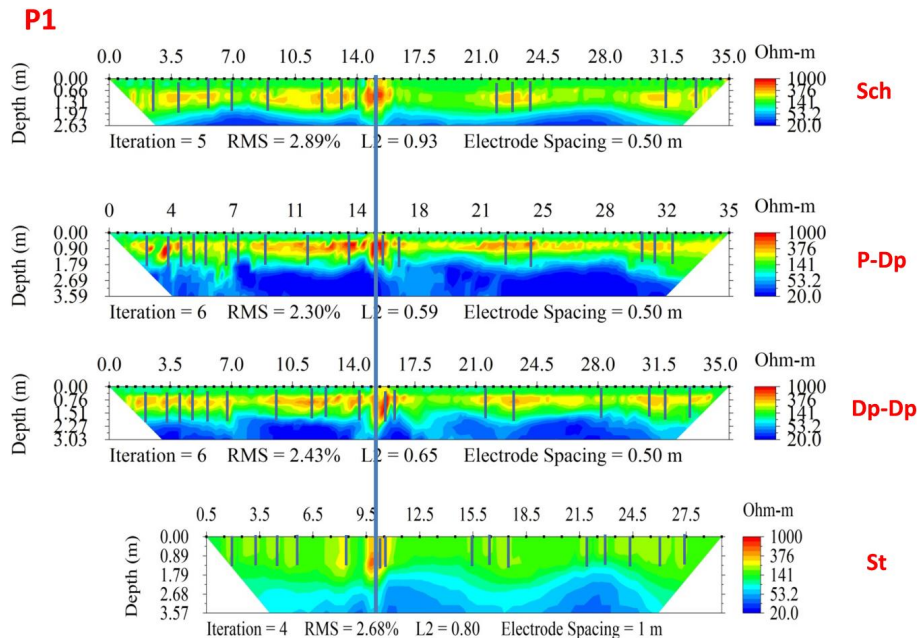 P1
0.0 3.5 7.0 10.5 14.0 17.5 21.0 24.5 28.0 31.5 35.0
Ohm-m
Depth (m)
0.00
0.66
1.31
1.97
2.63
1000
376
141
53.2
20.0
Sch
Iteration = 5 RMS = 2.89% L2 = 0.93 Electrode Spacing = 0.50 m
0 4 7 11 14 18 21 25 28 32 35
Ohm-m
Depth (m)
0.00
0.90
1.79
2.69
3.59
1000
376
141
53.2
20.0
P-Dp
Iteration = 6 RMS = 2.30% L2 = 0.59 Electrode Spacing = 0.50 m
0.0 3.5 7.0 10.5 14.0 17.5 21.0 24.5 28.0 31.5 35.0
Ohm-m
Depth (m)
0.00
0.76
1.51
2.27
3.03
1000
376
141
53.2
20.0
Dp-Dp
Iteration = 6 RMS = 2.43% L2 = 0.65 Electrode Spacing = 0.50 m
0.5 3.5 6.5 9.5 12.5 15.5 18.5 21.5 24.5 27.5
Ohm-m
Depth (m)
0.00
0.89
1.79
2.68
3.57
1000
376
141
53.2
20.0
St
Iteration = 4 RMS = 2.68% L2 = 0.80 Electrode Spacing = 1 m